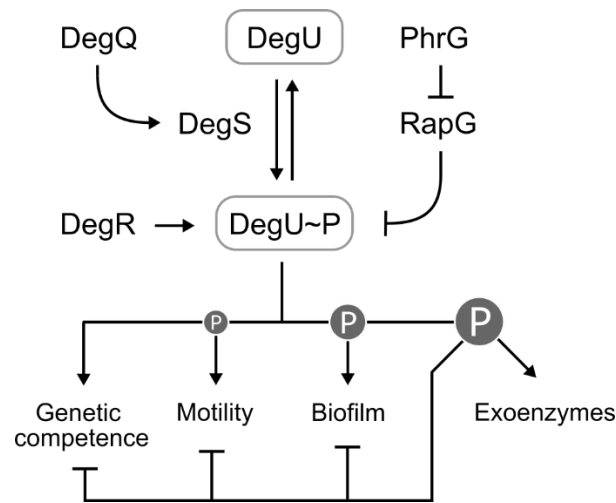 DegQ
DegU
PhrG
DegS
RapG
DegR
DegU~P
P
P
P
Genetic
competence
Motility
Biofilm
Exoenzymes